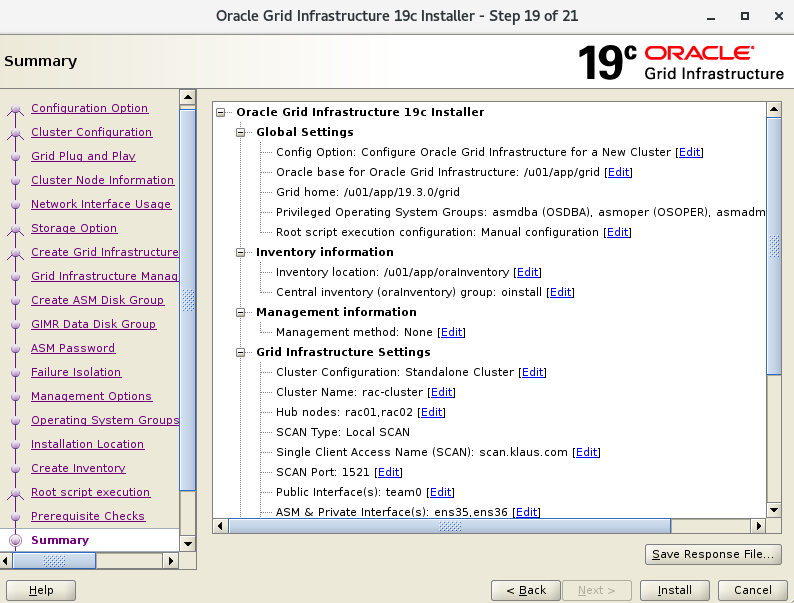 Oracle Grid Infrastructure 19c Installer - Step 19 of 21
Summary
19c ORACLE
Grid Infrastructure
Configuration Option
Cluster Configuration
Grid Plug and Play
Cluster Node Information
Network Interface Usage
Storage Option
Create Grid Infrastructure
Grid Infrastructure Manag
Create ASM Disk Group
GIMR Data Disk Group
ASM Password
Failure Isolation
Management Options
Operating System Groups
Installation Location
Create Inventory
Root script execution
Prerequisite Checks
Summary
Oracle Grid Infrastructure 19c Installer
Global Settings
Config Option: Configure Oracle Grid Infrastructure for a New Cluster [Edit]
Oracle base for Oracle Grid Infrastructure: /u01/app/grid [Edit]
Grid home: /u01/app/19.3.0/grid
Privileged Operating System Groups: asmdba (OSDBA), asmoper (OSOPER), asmadm
Root script execution configuration: Manual configuration [Edit]
Inventory information
Inventory location: /u01/app/oraInventory [Edit]
Central inventory (oraInventory) group: oinstall [Edit]
Management information
Management method: None [Edit]
Grid Infrastructure Settings
Cluster Configuration: Standalone Cluster [Edit]
Cluster Name: rac-cluster [Edit]
Hub nodes: rac01,rac02 [Edit]
SCAN Type: Local SCAN
Single Client Access Name (SCAN): scan.klaus.com [Edit]
SCAN Port: 1521 [Edit]
Public Interface(s): team0 [Edit]
ASM & Private Interface(s): ens35,ens36 [Edit]
Save Response File...
Help
< Back
Next >
Install
Cancel